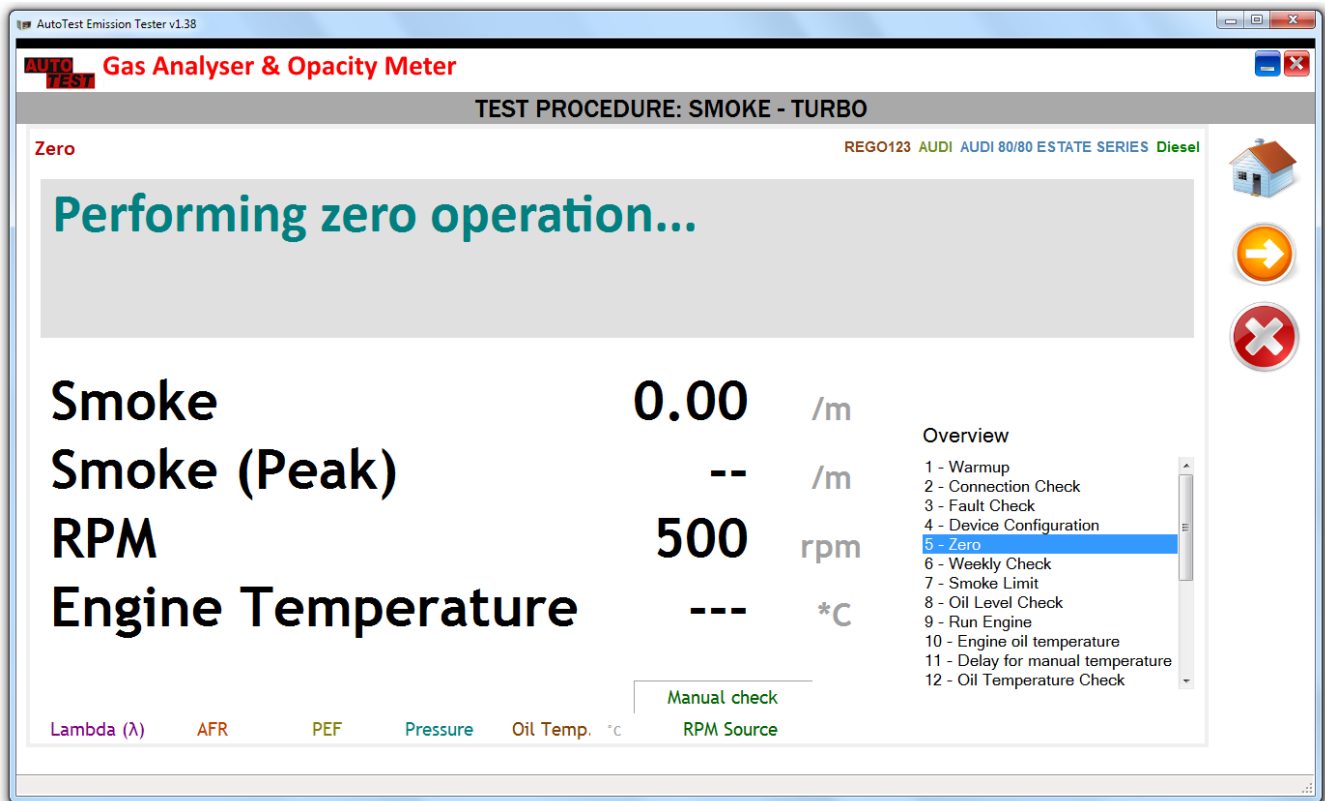 AutoTest Emission Tester v1.38
AUTO TEST Gas Analyser & Opacity Meter
TEST PROCEDURE: SMOKE - TURBO
Zero REGO123 AUDI AUDI 80/80 ESTATE SERIES Diesel
Performing zero operation...
Smoke 0.00 /m
Smoke (Peak) -- /m
RPM 500 rpm
Engine Temperature --- *C
Overview
1 - Warmup
2 - Connection Check
3 - Fault Check
4 - Device Configuration
5 - Zero
6 - Weekly Check
7 - Smoke Limit
8 - Oil Level Check
9 - Run Engine
10 - Engine oil temperature
11 - Delay for manual temperature
12 - Oil Temperature Check
Manual check
Lambda (λ) AFR PEF Pressure Oil Temp. °C RPM Source